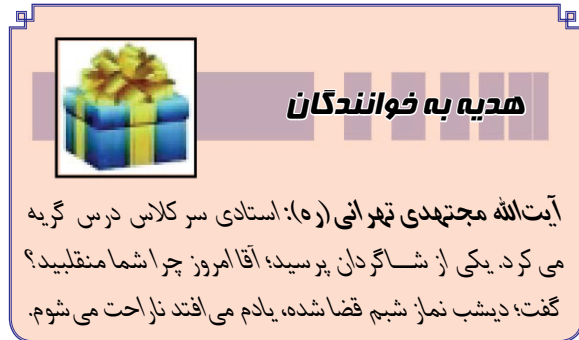 هدیه به خوانندگان
آیت‌الله مجتهدی تهرانی (ره): استادی سر کلاس درس گریه
می کرد. یکی از شـــاگردان پرسید؛ آقا امروز چرا شما منقلبید؟
گفت؛ دیشب نماز شبم قضا شده، یادم می‌افتد ناراحت می‌شوم.